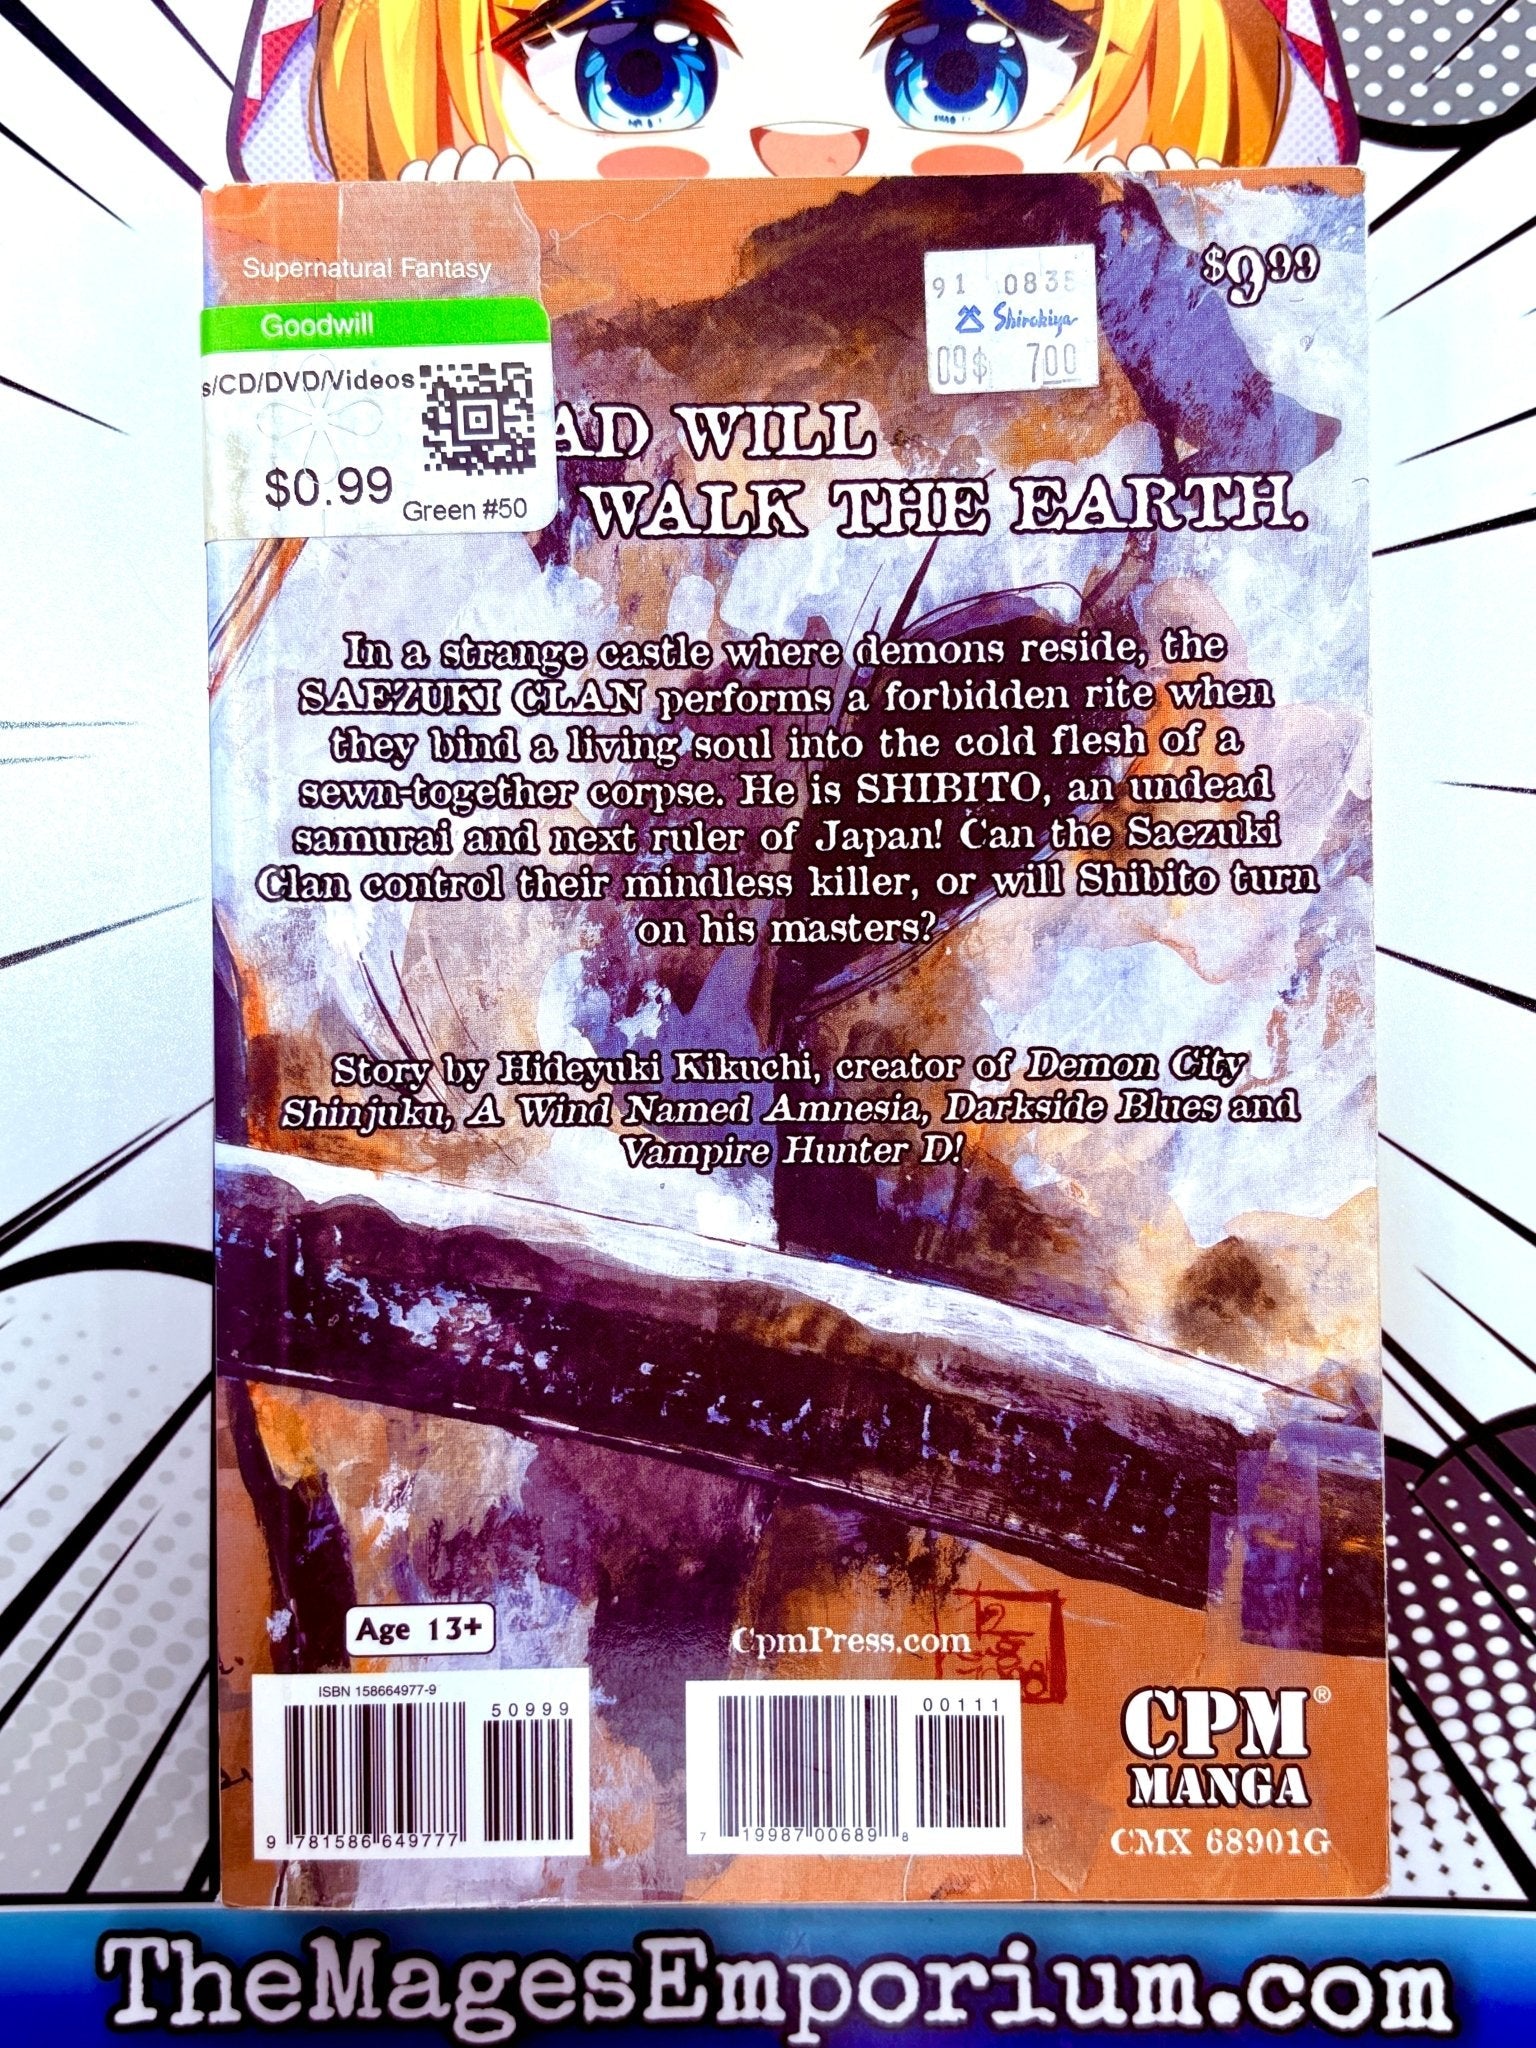 Supernatural Fantasy
Goodwill
s/CD/DVD/Videos
$0.99
Green #50
91 0835
Shirokiya
09$ 700
$9.99
AD WILL
WALK THE EARTH.
In a strange castle where demons reside, the
SAEZUKI CLAN performs a forbidden rite when
they bind a living soul into the cold flesh of a
sewn-together corpse. He is SHIBITO, an undead
samurai and next ruler of Japan! Can the Saezuki
Clan control their mindless killer, or will Shibito turn
on his masters?
Story by Hideyuki Kikuchi, creator of Demon City
Shinjuku, A Wind Named Amnesia, Darkside Blues and
Vampire Hunter D!
Age 13+
CpmPress.com
ISBN 158664977-9
50999
9 781586 649777
00111
7 19987 00689 8
CPM®
MANGA
CMX 68901G
TheMagesEmporium.com